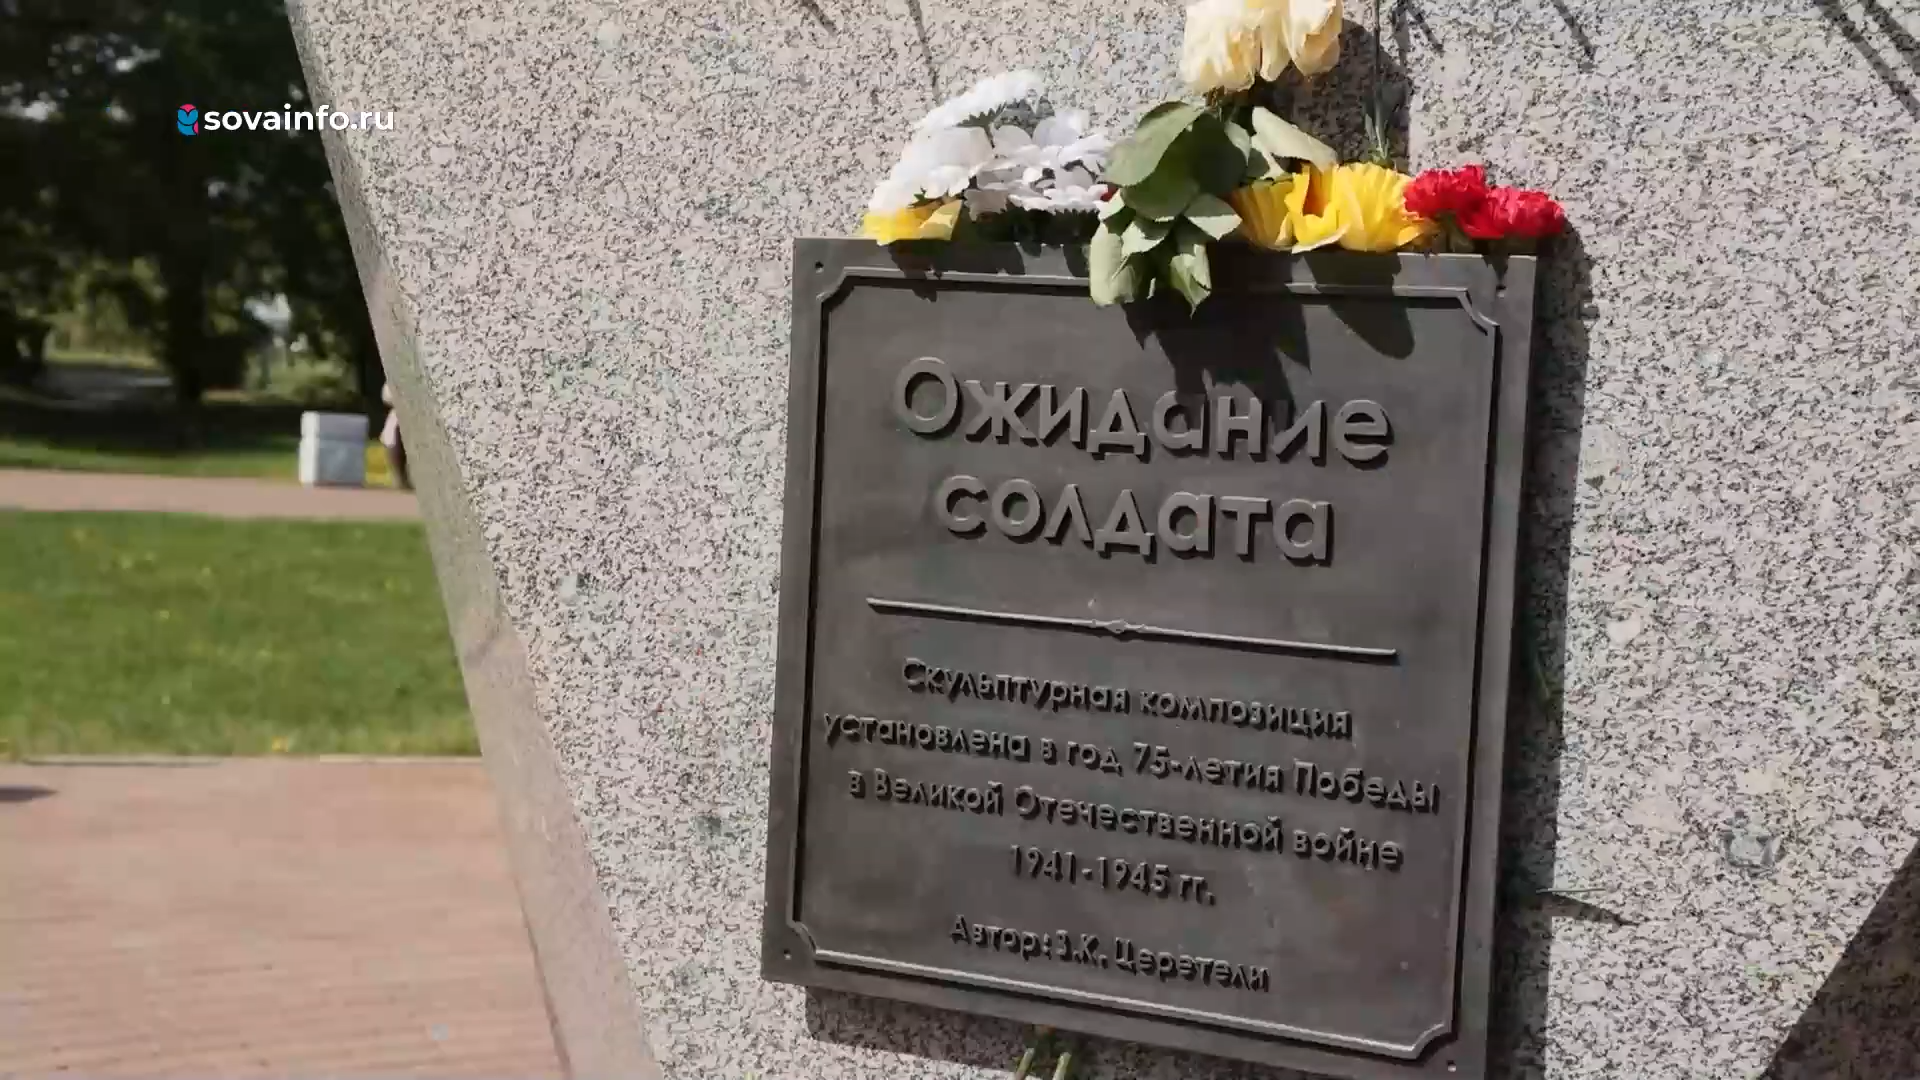 sovainfo.ru
Ожидание
солдата
Скульптурная композиция
установлена в год 75-летия Победы
в Великой Отечественной войне
1941-1945 гг.
Автор: З.К. Церетели